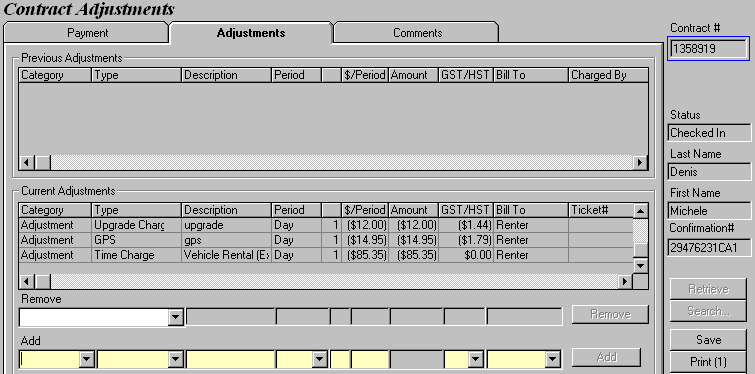 Contract Adjustments
Payment Adjustments Comments
Contract #
1358919
Previous Adjustments
Category Type Description Period $/Period Amount GST/HST Bill To Charged By
Status
Checked In
Last Name
Denis
First Name
Michele
Confirmation#
29476231CA1
Current Adjustments
Category Type Description Period $/Period Amount GST/HST Bill To Ticket#
Adjustment Upgrade Charg upgrade Day 1 ($12.00) ($12.00) ($1.44) Renter
Adjustment GPS gps Day 1 ($14.95) ($14.95) ($1.79) Renter
Adjustment Time Charge Vehicle Rental (Ex Day 1 ($85.35) ($85.35) $0.00 Renter
Remove
Remove
Add
Add
Retrieve
Search...
Save
Print (1)